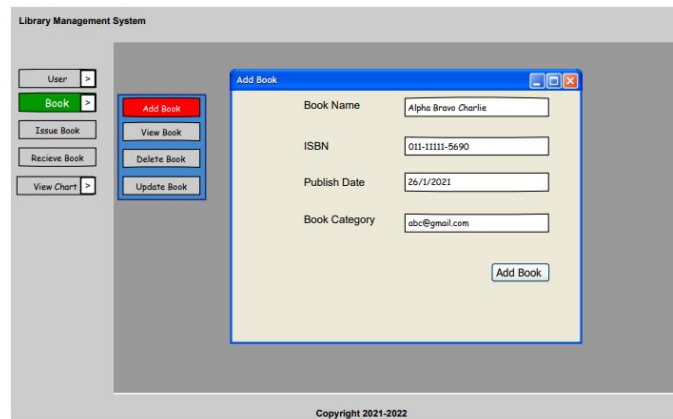 Library Management System
User >
Book >
Issue Book
Recieve Book
View Chart >
Add Book
View Book
Delete Book
Update Book
Add Book
Book Name
Alpha Bravo Charlie
ISBN
011-11111-5690
Publish Date
26/1/2021
Book Category
abc@gmail.com
Add Book
Copyright 2021-2022